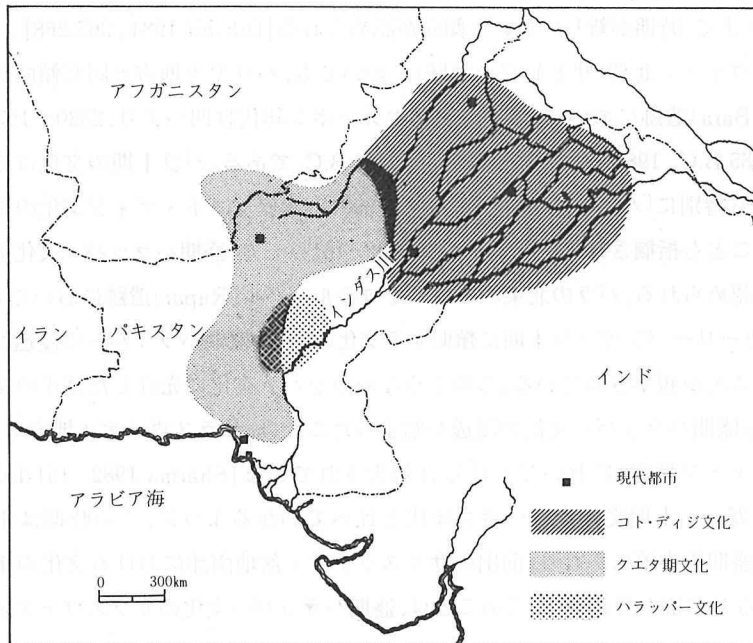 アフガニスタン
イラン
パキスタン
インダス川
インド
アラビア海
0 300km
現代都市
コト・ディジ文化
クエタ期文化
ハラッパー文化